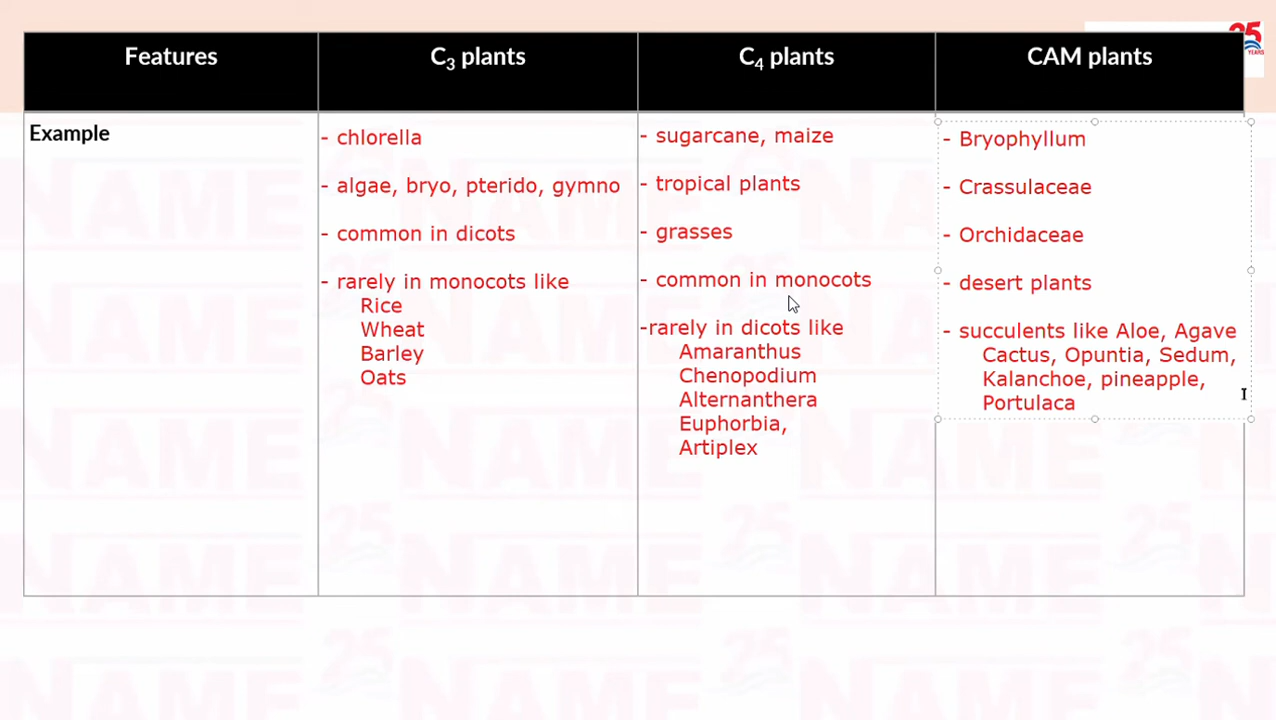 Features
C3 plants
C4 plants
CAM plants
25
YEARS
Example
- chlorella
- algae, bryo, pterido, gymno
- common in dicots
- rarely in monocots like
Rice
Wheat
Barley
Oats
- sugarcane, maize
- tropical plants
- grasses
- common in monocots
-rarely in dicots like
Amaranthus
Chenopodium
Alternanthera
Euphorbia,
Artiplex
- Bryophyllum
- Crassulaceae
- Orchidaceae
- desert plants
- succulents like Aloe, Agave
Cactus, Opuntia, Sedum,
Kalanchoe, pineapple,
Portulaca